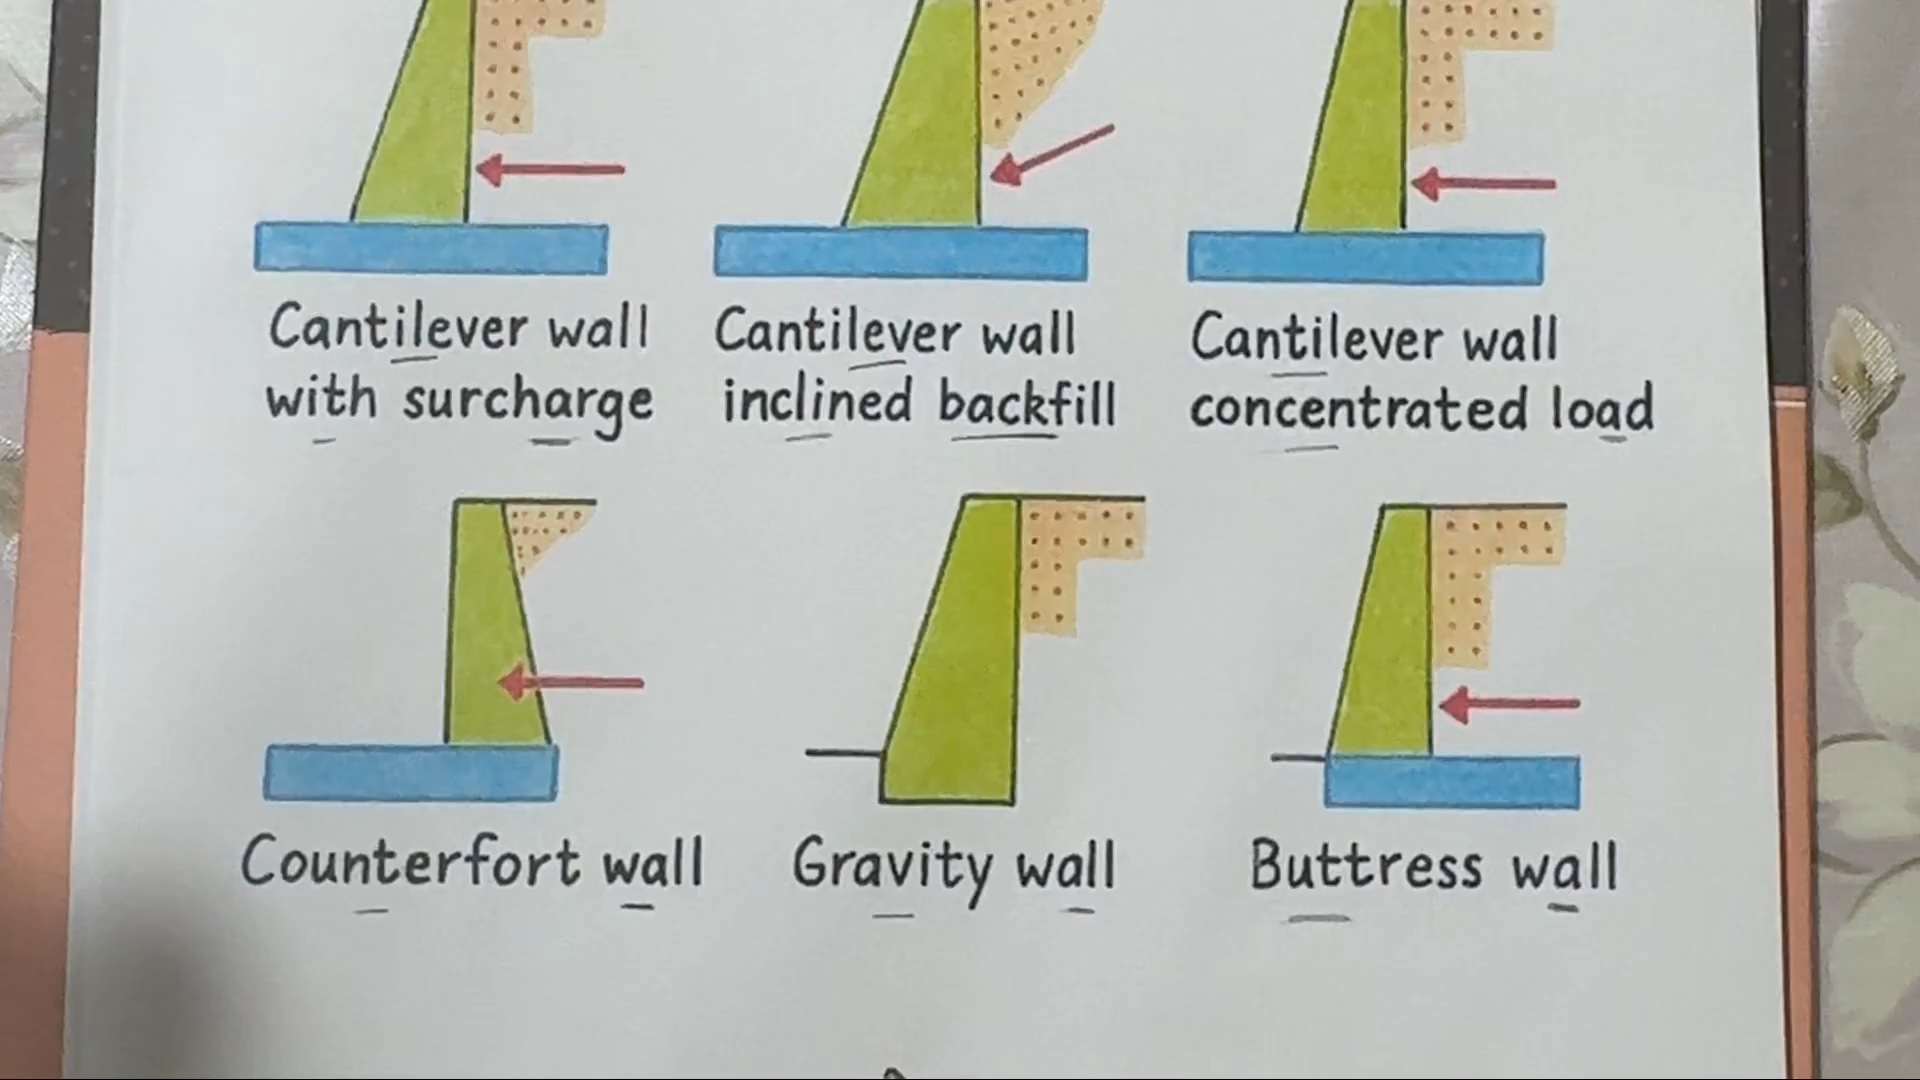 Cantilever wall
with surcharge
Cantilever wall
inclined backfill
Cantilever wall
concentrated load
Counterfort wall
Gravity wall
Buttress wall